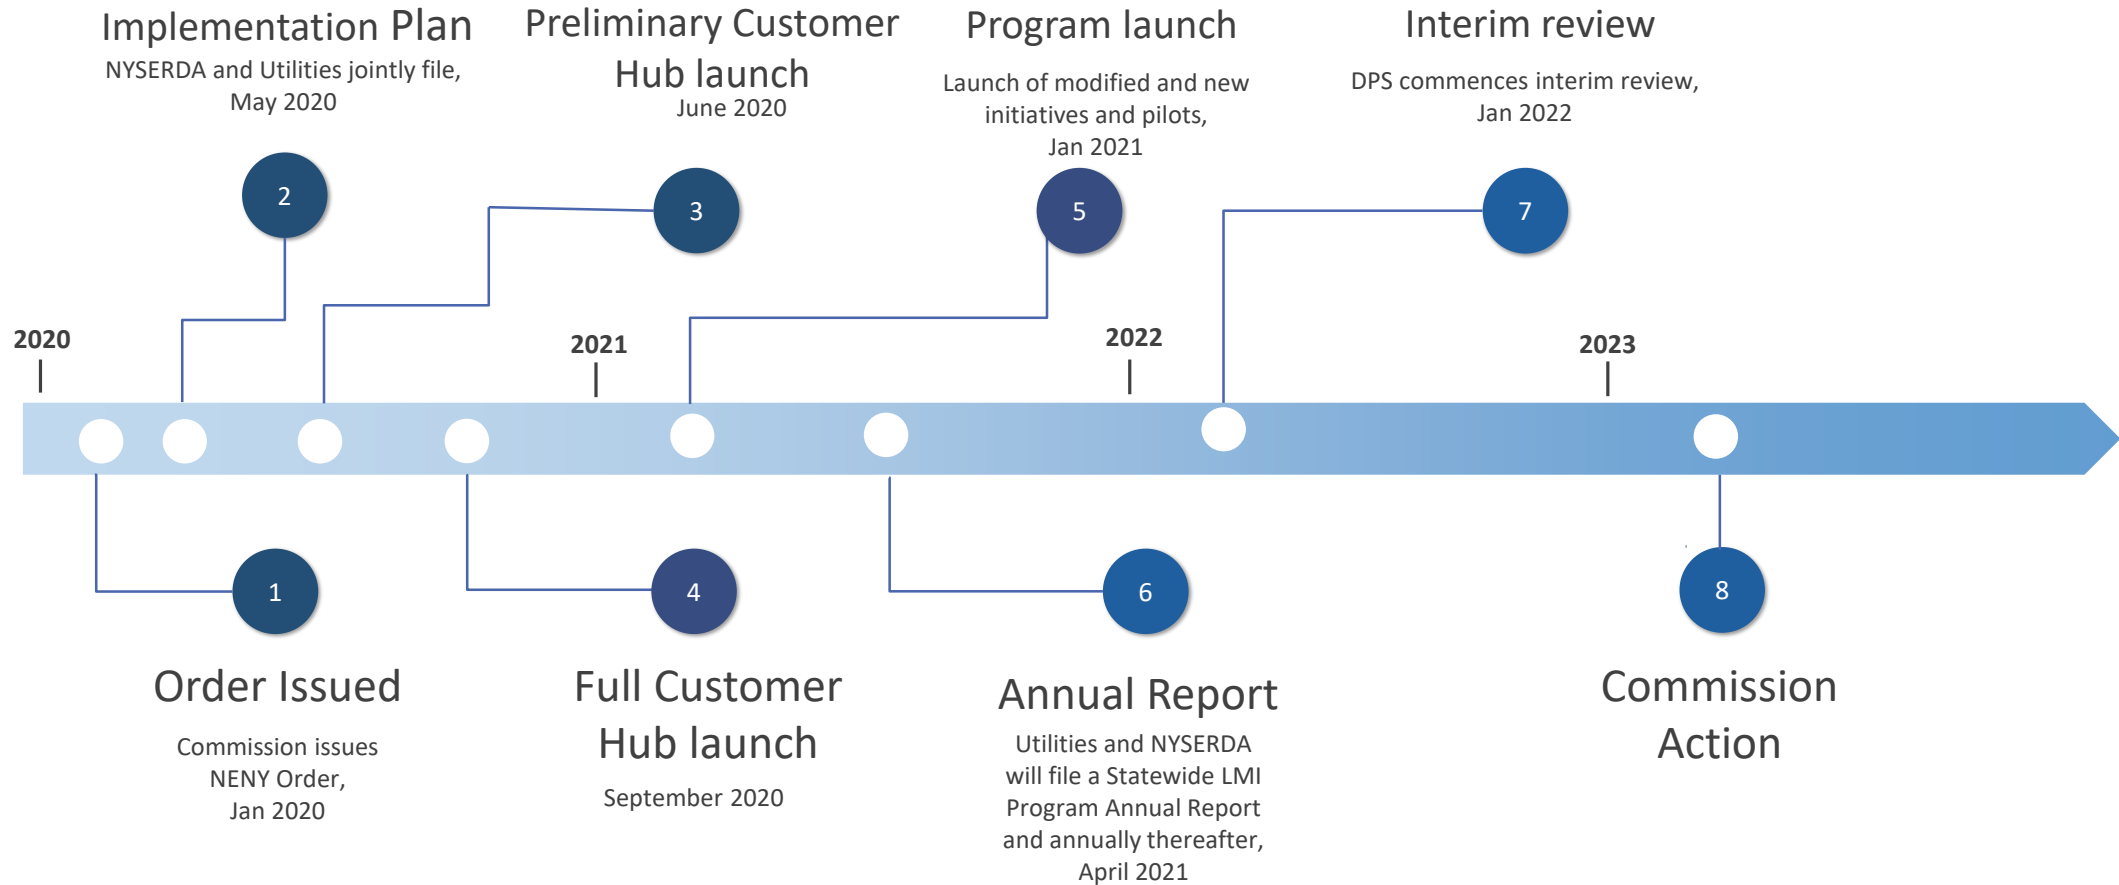 Implementation Plan
NYSERDA and Utilities jointly file,
May 2020
Preliminary Customer
Hub launch
June 2020
Program launch
Launch of modified and new
initiatives and pilots,
Jan 2021
Interim review
DPS commences interim review,
Jan 2022
2
3
5
7
2020
2021
2022
2023
1
4
6
8
Order Issued
Commission issues
NENY Order,
Jan 2020
Full Customer
Hub launch
September 2020
Annual Report
Utilities and NYSERDA
will file a Statewide LMI
Program Annual Report
and annually thereafter,
April 2021
Commission
Action